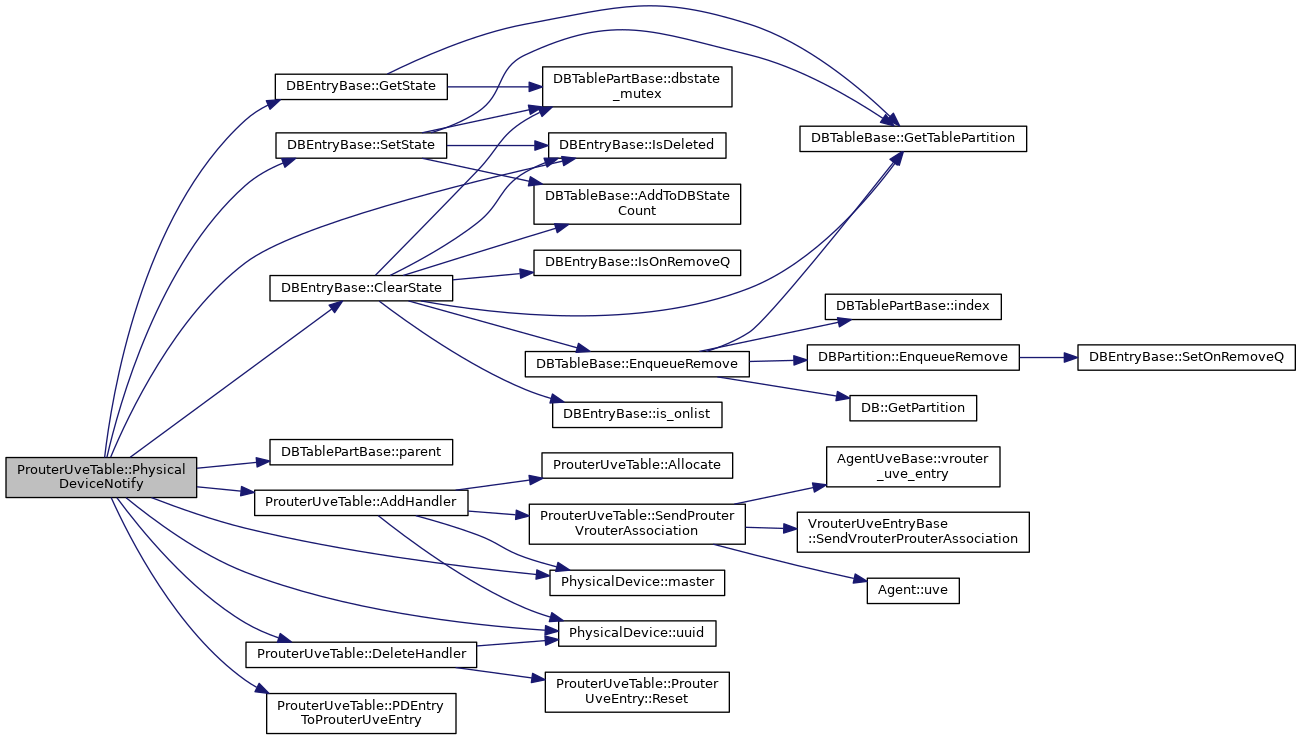 ProuterUveTable::Physical
DeviceNotify
DBEntryBase::GetState
DBEntryBase::SetState
DBEntryBase::ClearState
DBTablePartBase::parent
ProuterUveTable::AddHandler
ProuterUveTable::DeleteHandler
ProuterUveTable::PDEntry
ToProuterUveEntry
DBTablePartBase::dbstate
_mutex
DBEntryBase::IsDeleted
DBTableBase::AddToDBState
Count
DBEntryBase::IsOnRemoveQ
DBTableBase::EnqueueRemove
DBEntryBase::is_onlist
ProuterUveTable::Allocate
ProuterUveTable::SendProuter
VrouterAssociation
PhysicalDevice::master
PhysicalDevice::uuid
ProuterUveTable::Prouter
UveEntry::Reset
DBTableBase::GetTablePartition
DBTablePartBase::index
DBPartition::EnqueueRemove
DB::GetPartition
AgentUveBase::vrouter
_uve_entry
VrouterUveEntryBase
::SendVrouterProuterAssociation
Agent::uve
DBEntryBase::SetOnRemoveQ